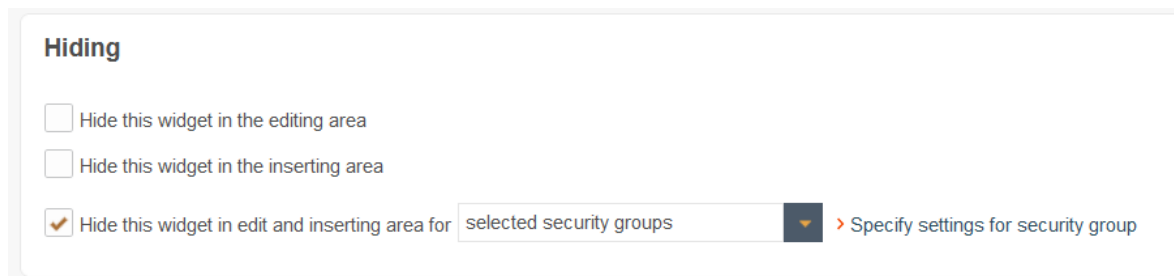 Hiding
Hide this widget in the editing area
Hide this widget in the inserting area
Hide this widget in edit and inserting area for selected security groups Specify settings for security group